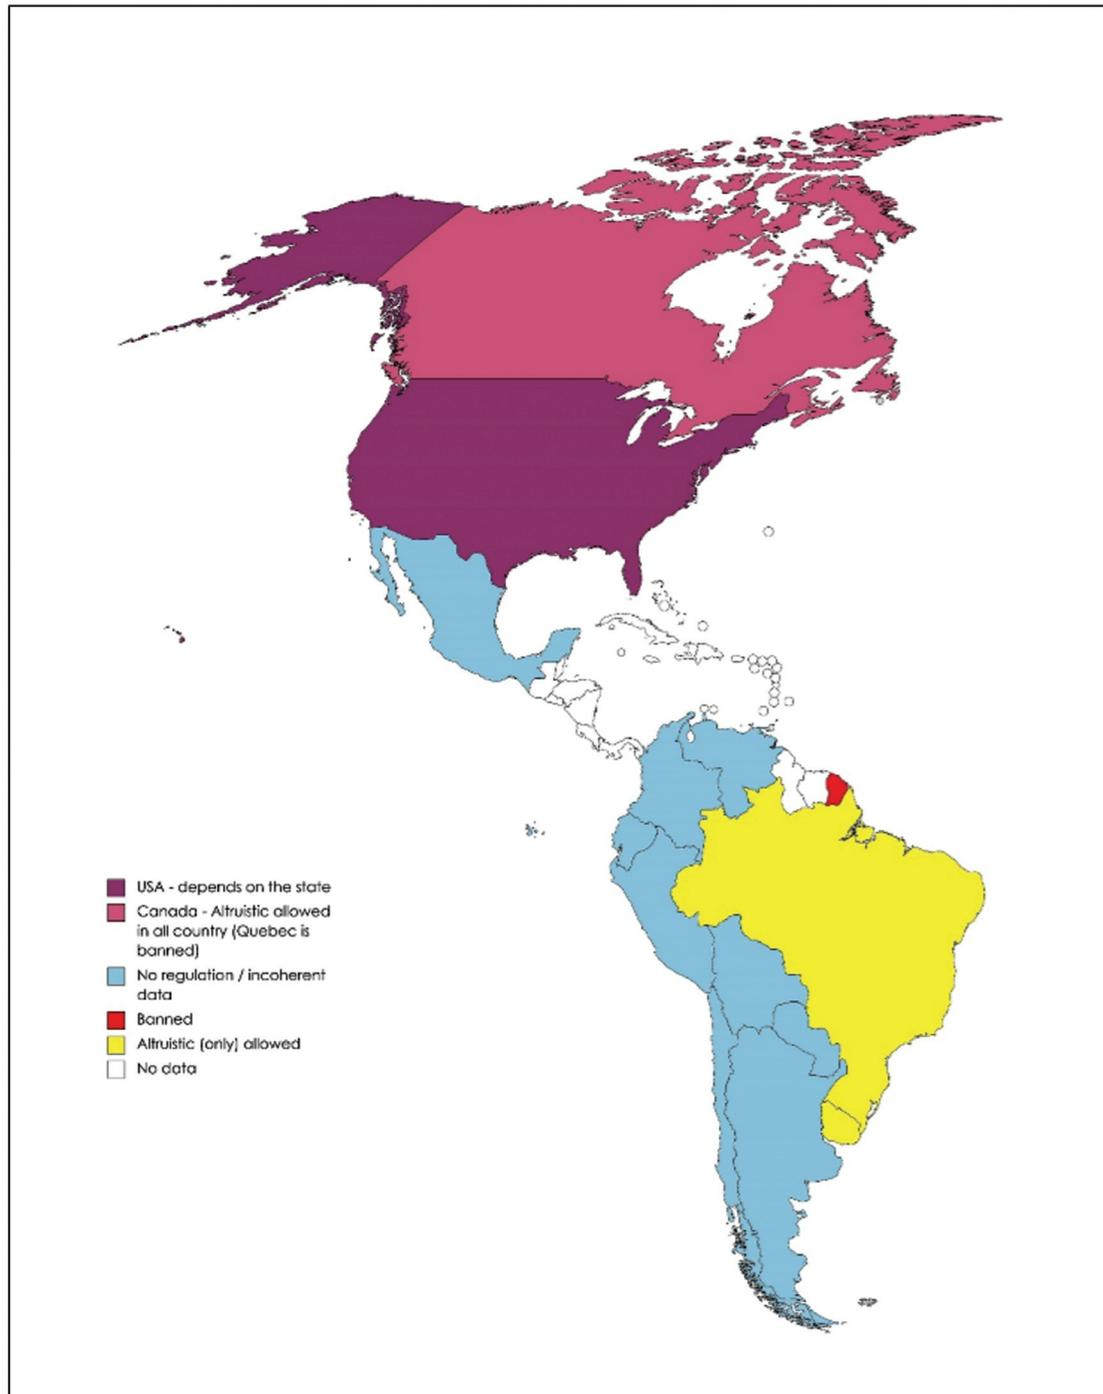 USA - depends on the state
Canada - Altruistic allowed
in all country (Quebec is
banned)
No regulation / incoherent
data
Banned
Altruistic (only) allowed
No data